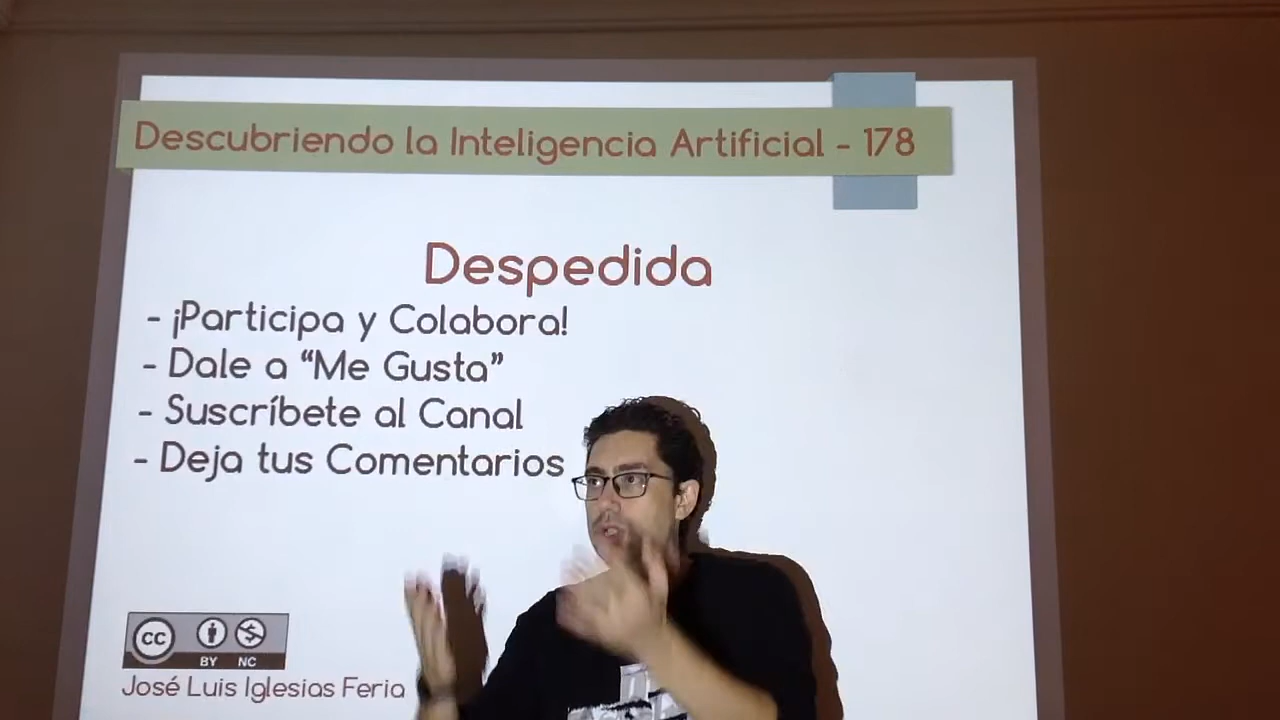 Descubriendo la Inteligencia Artificial - 178
Despedida
- ¡Participa y Colabora!
- Dale a “Me Gusta”
- Suscríbete al Canal
- Deja tus Comentarios
cc BY NC
José Luis Iglesias Feria